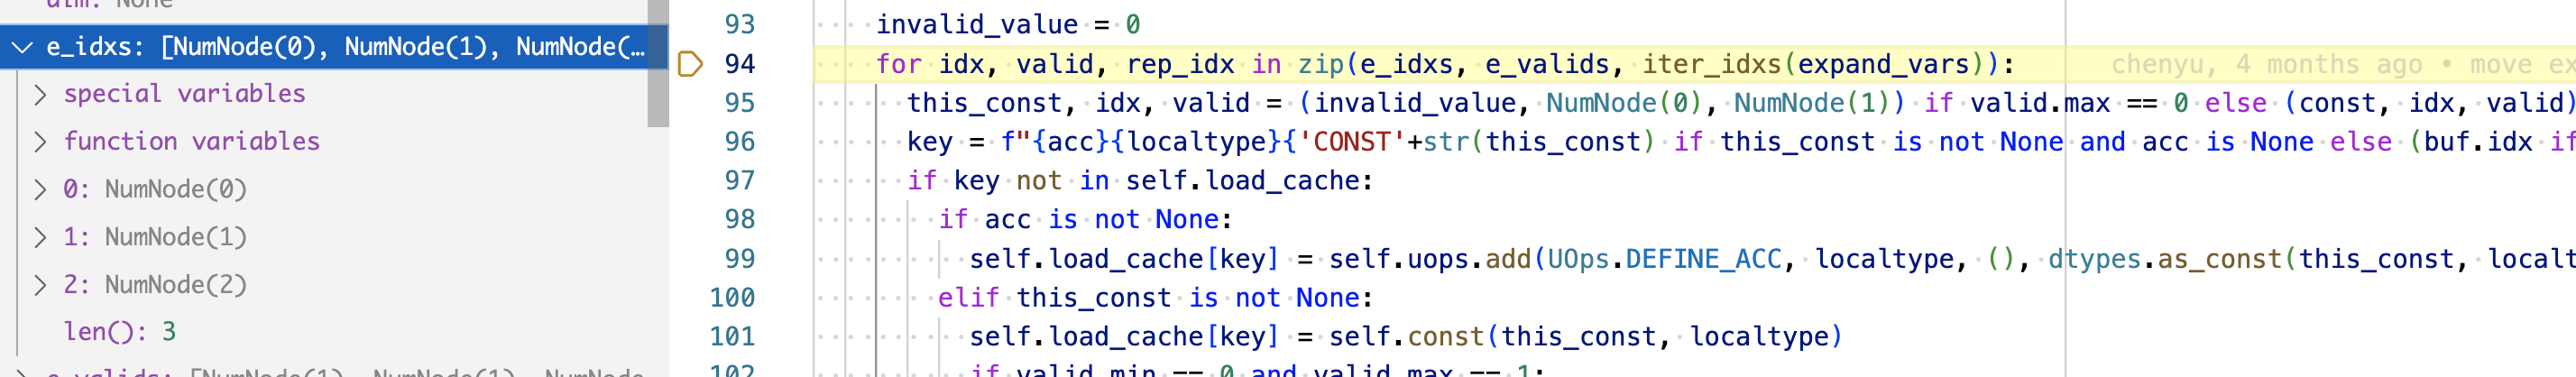 atm: None
e_idxs: [NumNode(0), NumNode(1), NumNode(…
special variables
function variables
0: NumNode(0)
1: NumNode(1)
2: NumNode(2)
len(): 3
e_valids: [NumNode(1), NumNode(1), NumNode
93 invalid_value = 0
94 for idx, valid, rep_idx in zip(e_idxs, e_valids, iter_idxs(expand_vars)): chenyu, 4 months ago • move ex
95 this_const, idx, valid = (invalid_value, NumNode(0), NumNode(1)) if valid.max == 0 else (const, idx, valid)
96 key = f"{acc}{localtype}{'CONST'+str(this_const) if this_const is not None and acc is None else (buf.idx if
97 if key not in self.load_cache:
98 if acc is not None:
99 self.load_cache[key] = self.uops.add(UOps.DEFINE_ACC, localtype, (), dtypes.as_const(this_const, localt
100 elif this_const is not None:
101 self.load_cache[key] = self.const(this_const, localtype)
102 if valid.min == 0 and valid.max == 1: